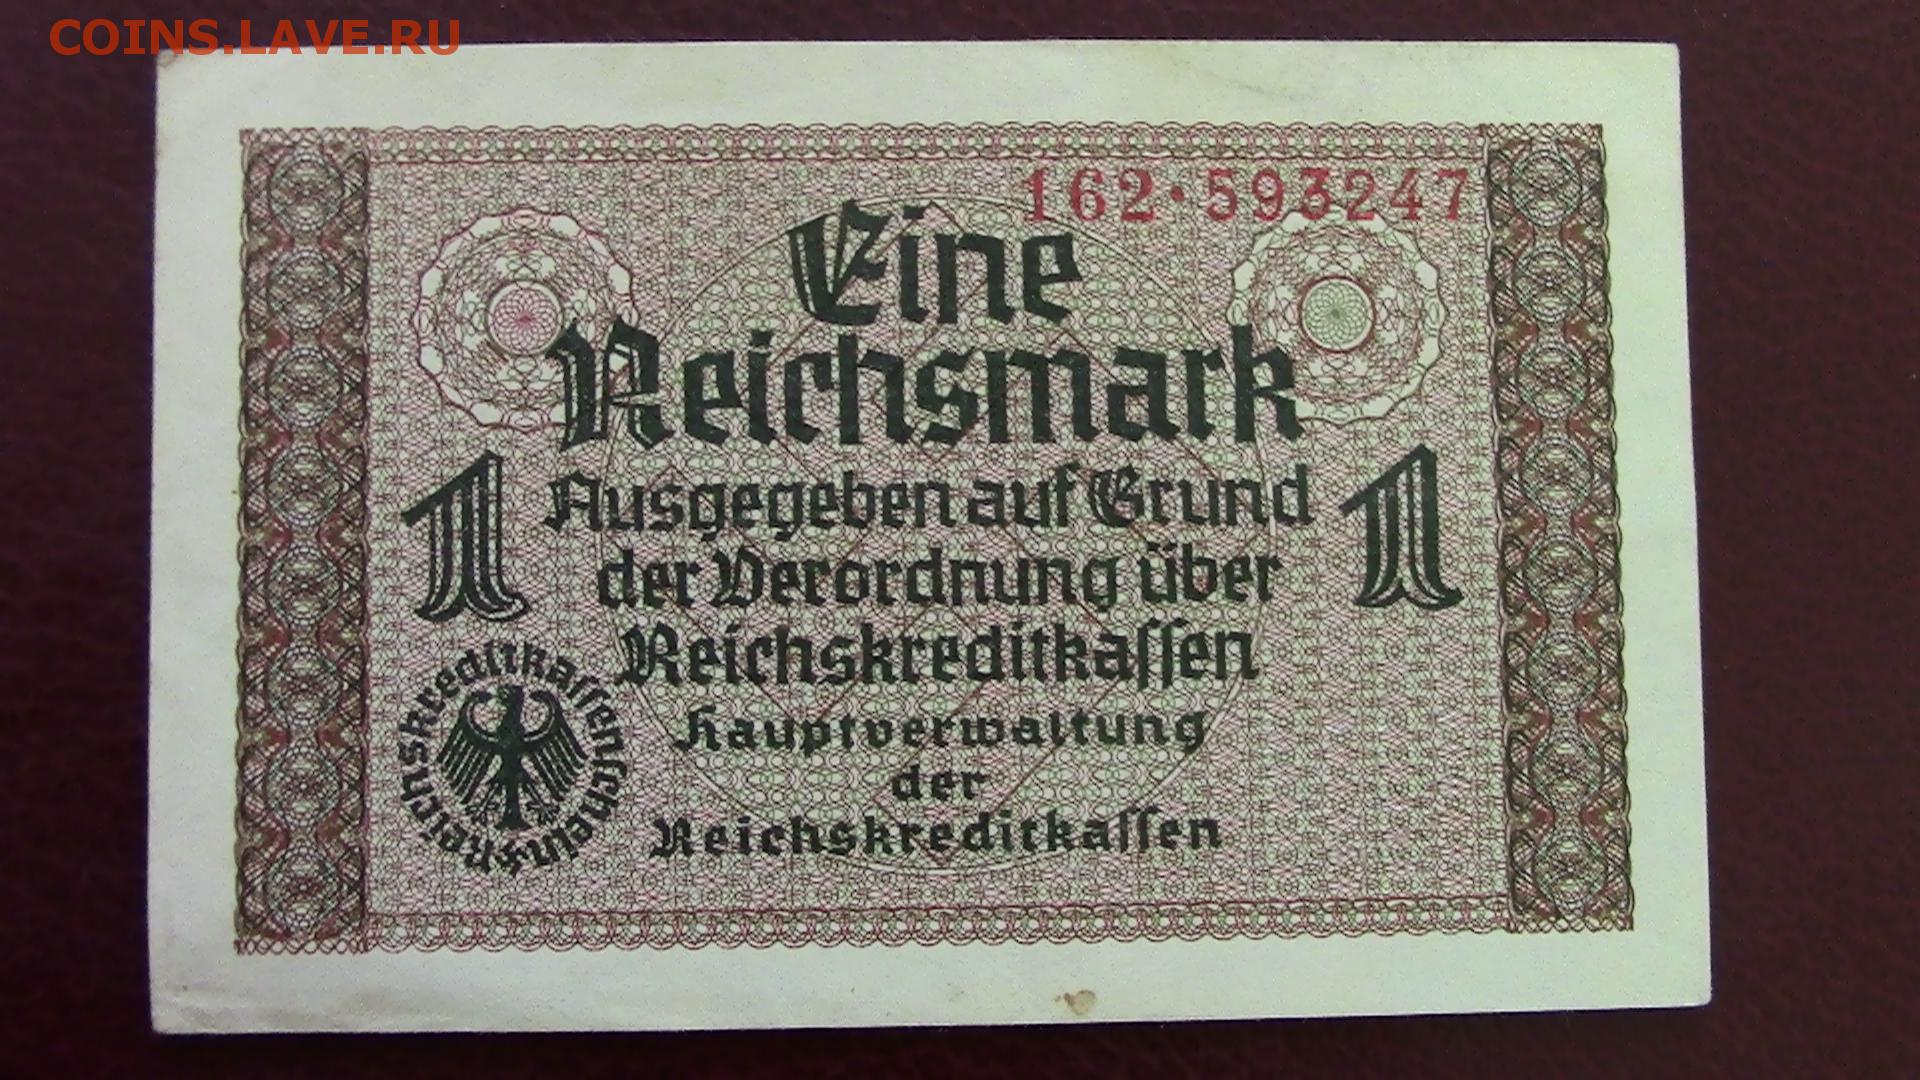 COINS.LAVE.RU
162·593247
Eine
Reichsmark
1 Ausgegeben auf Grund 1
der Verordnung über
Reichskreditkassen
Hauptverwaltung
der
Reichskreditkassen
Reichskreditkassenschein